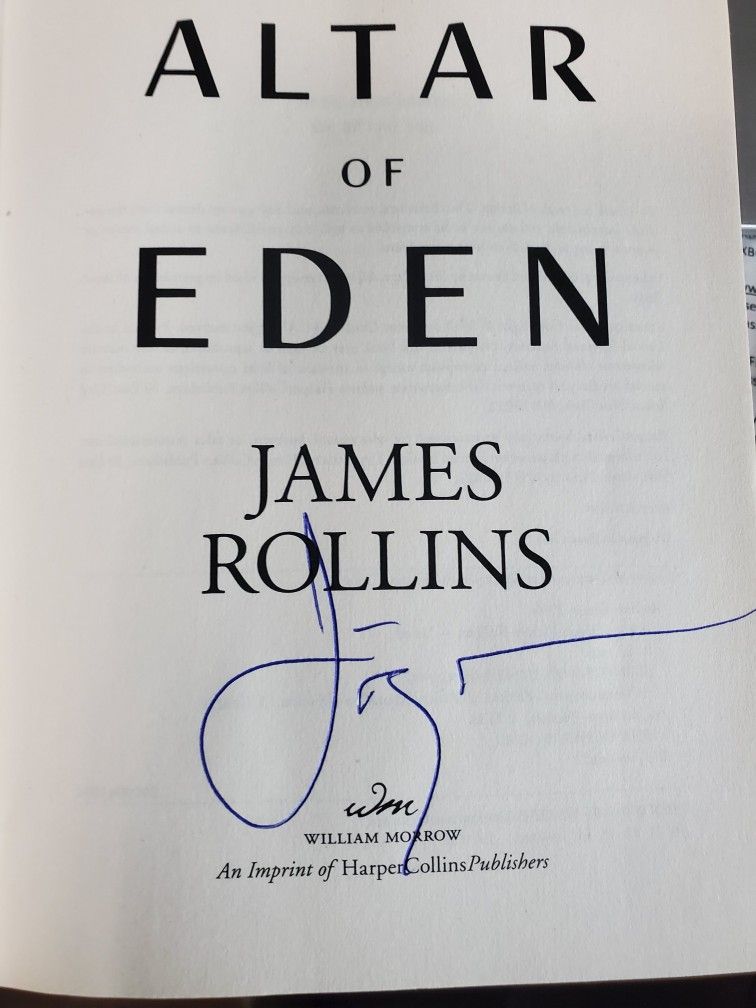 ALTAR
OF
EDEN
JAMES
ROLLINS
wm
WILLIAM MORROW
An Imprint of HarperCollinsPublishers